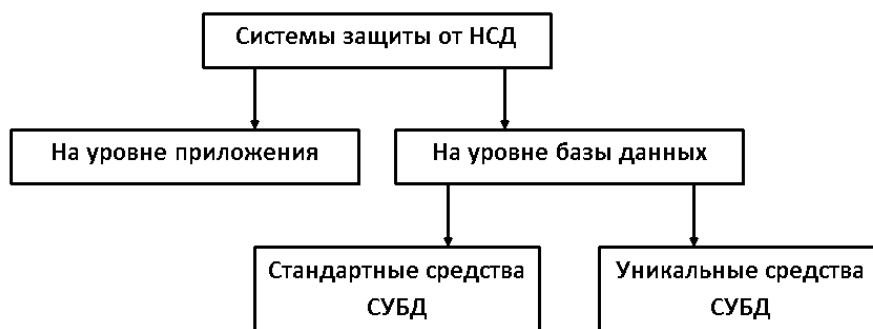 Системы защиты от НСД
На уровне приложения
На уровне базы данных
Стандартные средства
СУБД
Уникальные средства
СУБД